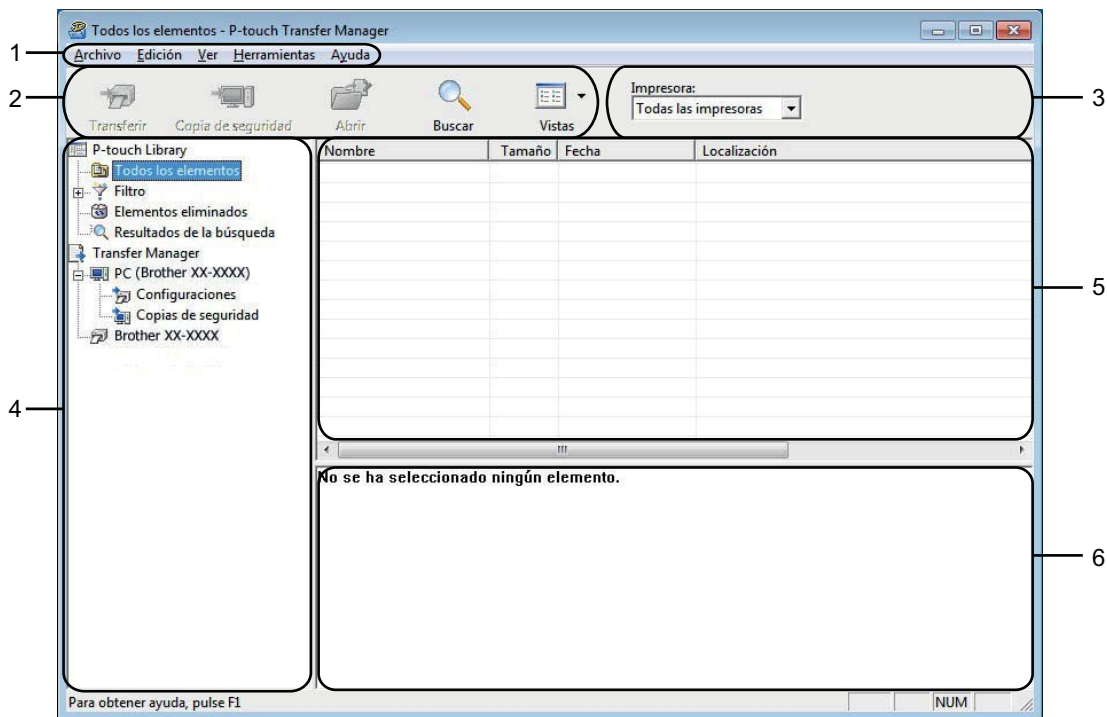 Todos los elementos - P-touch Transfer Manager
1
Archivo Edición Ver Herramientas Ayuda
2
Transferir Copia de seguridad Abrir Buscar Vistas
Impresora:
Todas las impresoras
3
P-touch Library
Todos los elementos
Filtro
Elementos eliminados
Resultados de la búsqueda
Transfer Manager
PC (Brother XX-XXXX)
Configuraciones
Copias de seguridad
Brother XX-XXXX
4
Nombre Tamaño Fecha Localización
5
No se ha seleccionado ningún elemento.
6
Para obtener ayuda, pulse F1
NUM